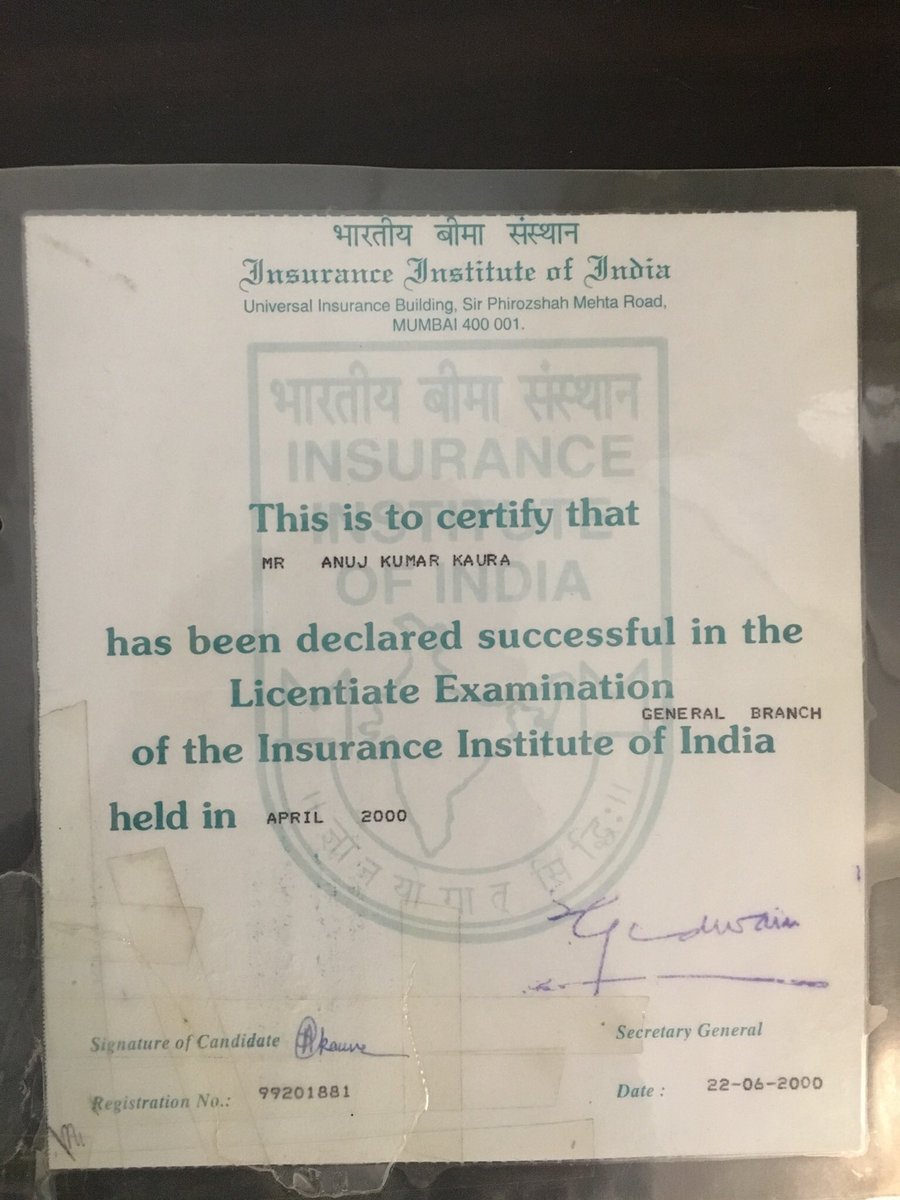 भारतीय बीमा संस्थान
Insurance Institute of India
Universal Insurance Building, Sir Phirozshah Mehta Road,
MUMBAI 400 001.
भारतीय बीमा संस्थान
INSURANCE
INSTITUTE
OF INDIA
This is to certify that
MR ANUJ KUMAR KAURA
has been declared successful in the
Licentiate Examination
GENERAL BRANCH
of the Insurance Institute of India
held in APRIL 2000
Signature of Candidate Akaura
Secretary General
Registration No.: 99201881
Date : 22-06-2000